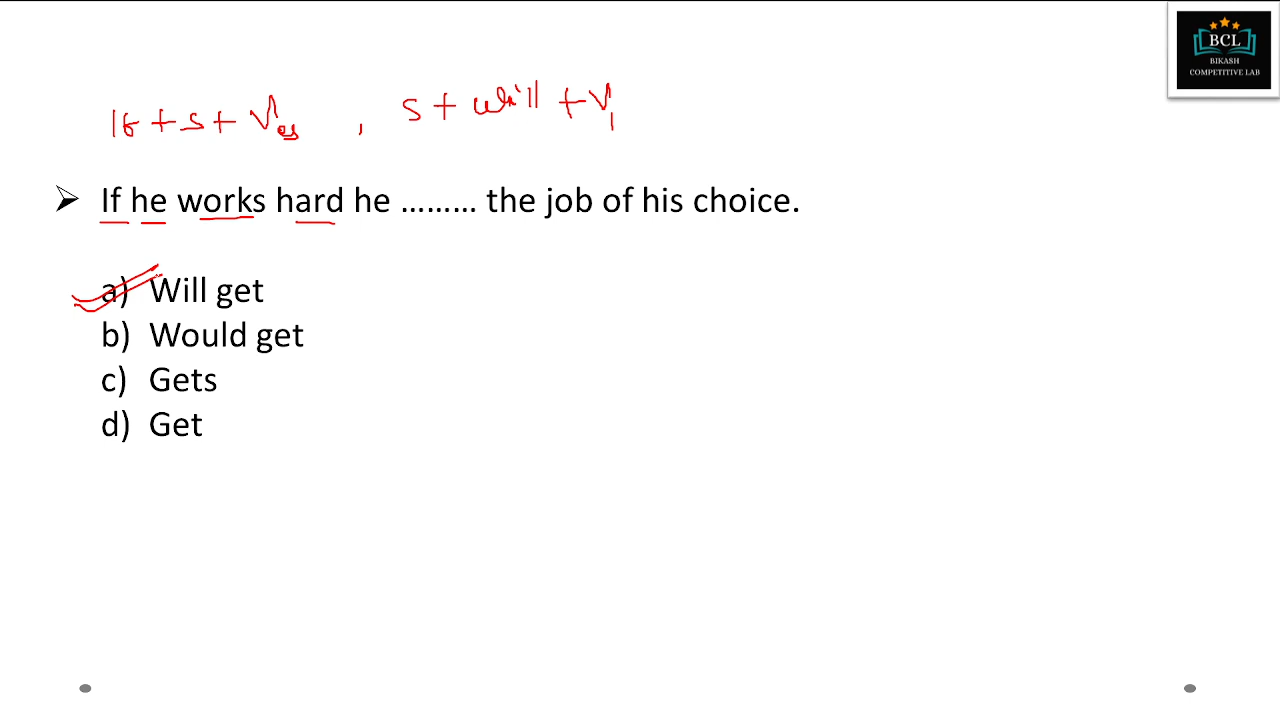 BCL
BIKASH
COMPETITIVE LAB
If + s + Ves , s + will + V1
➢ If he works hard he ……… the job of his choice.
a) Will get
b) Would get
c) Gets
d) Get